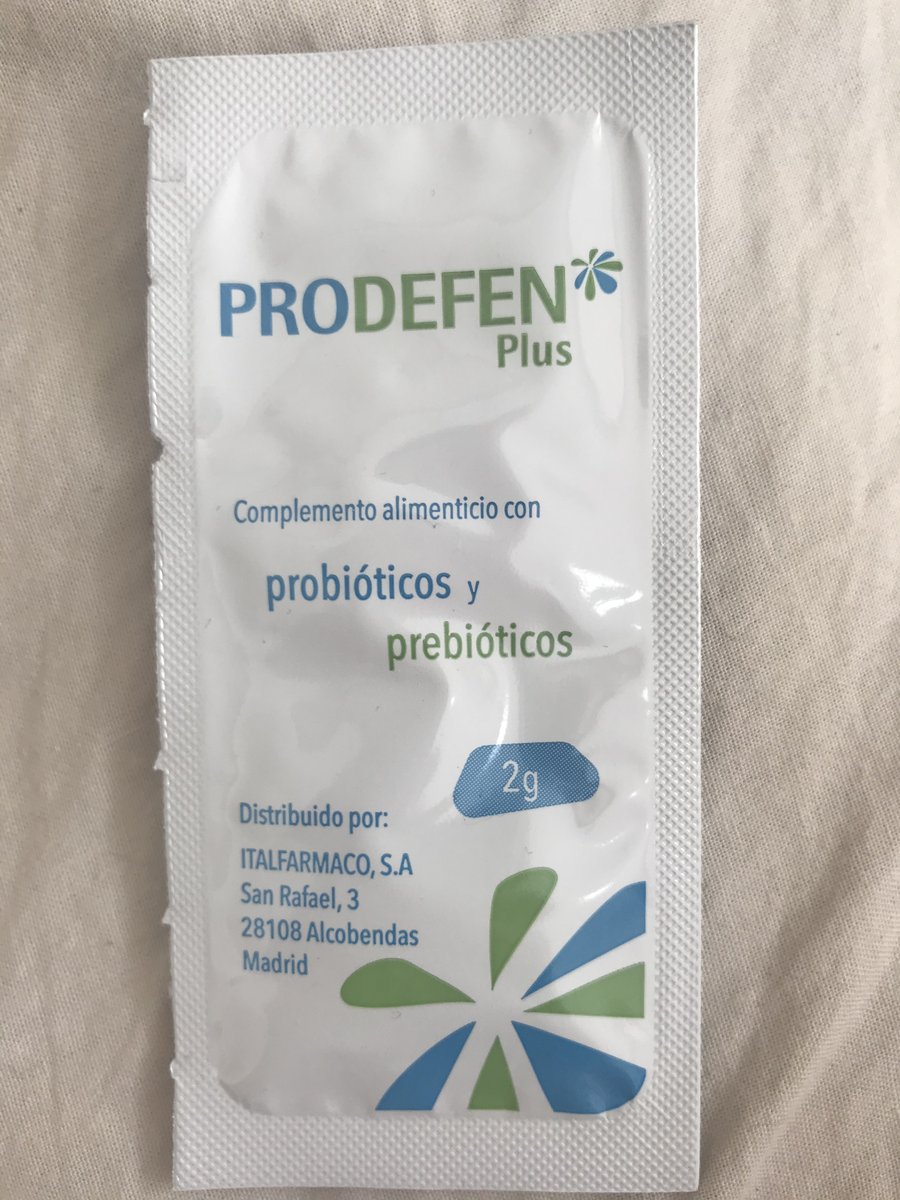 PRODEFEN
Plus
Complemento alimenticio con
probióticos y
prebióticos
2g
Distribuido por:
ITALFARMACO, S.A
San Rafael, 3
28108 Alcobendas
Madrid